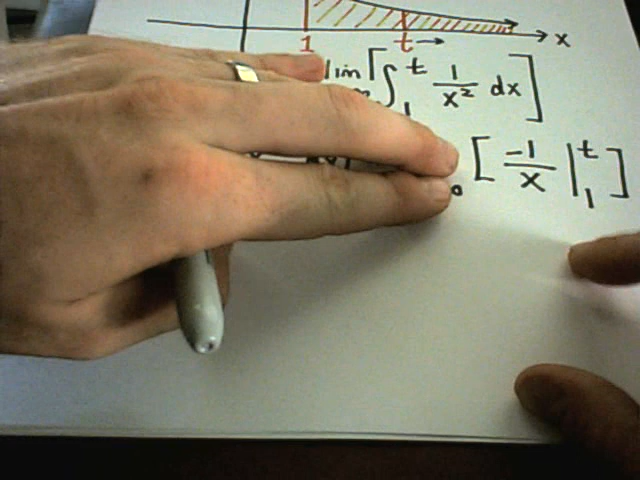 x
1 t→
lim [ ∫₁ᵗ 1/x² dx ]
[ -1/x |₁ᵗ ]